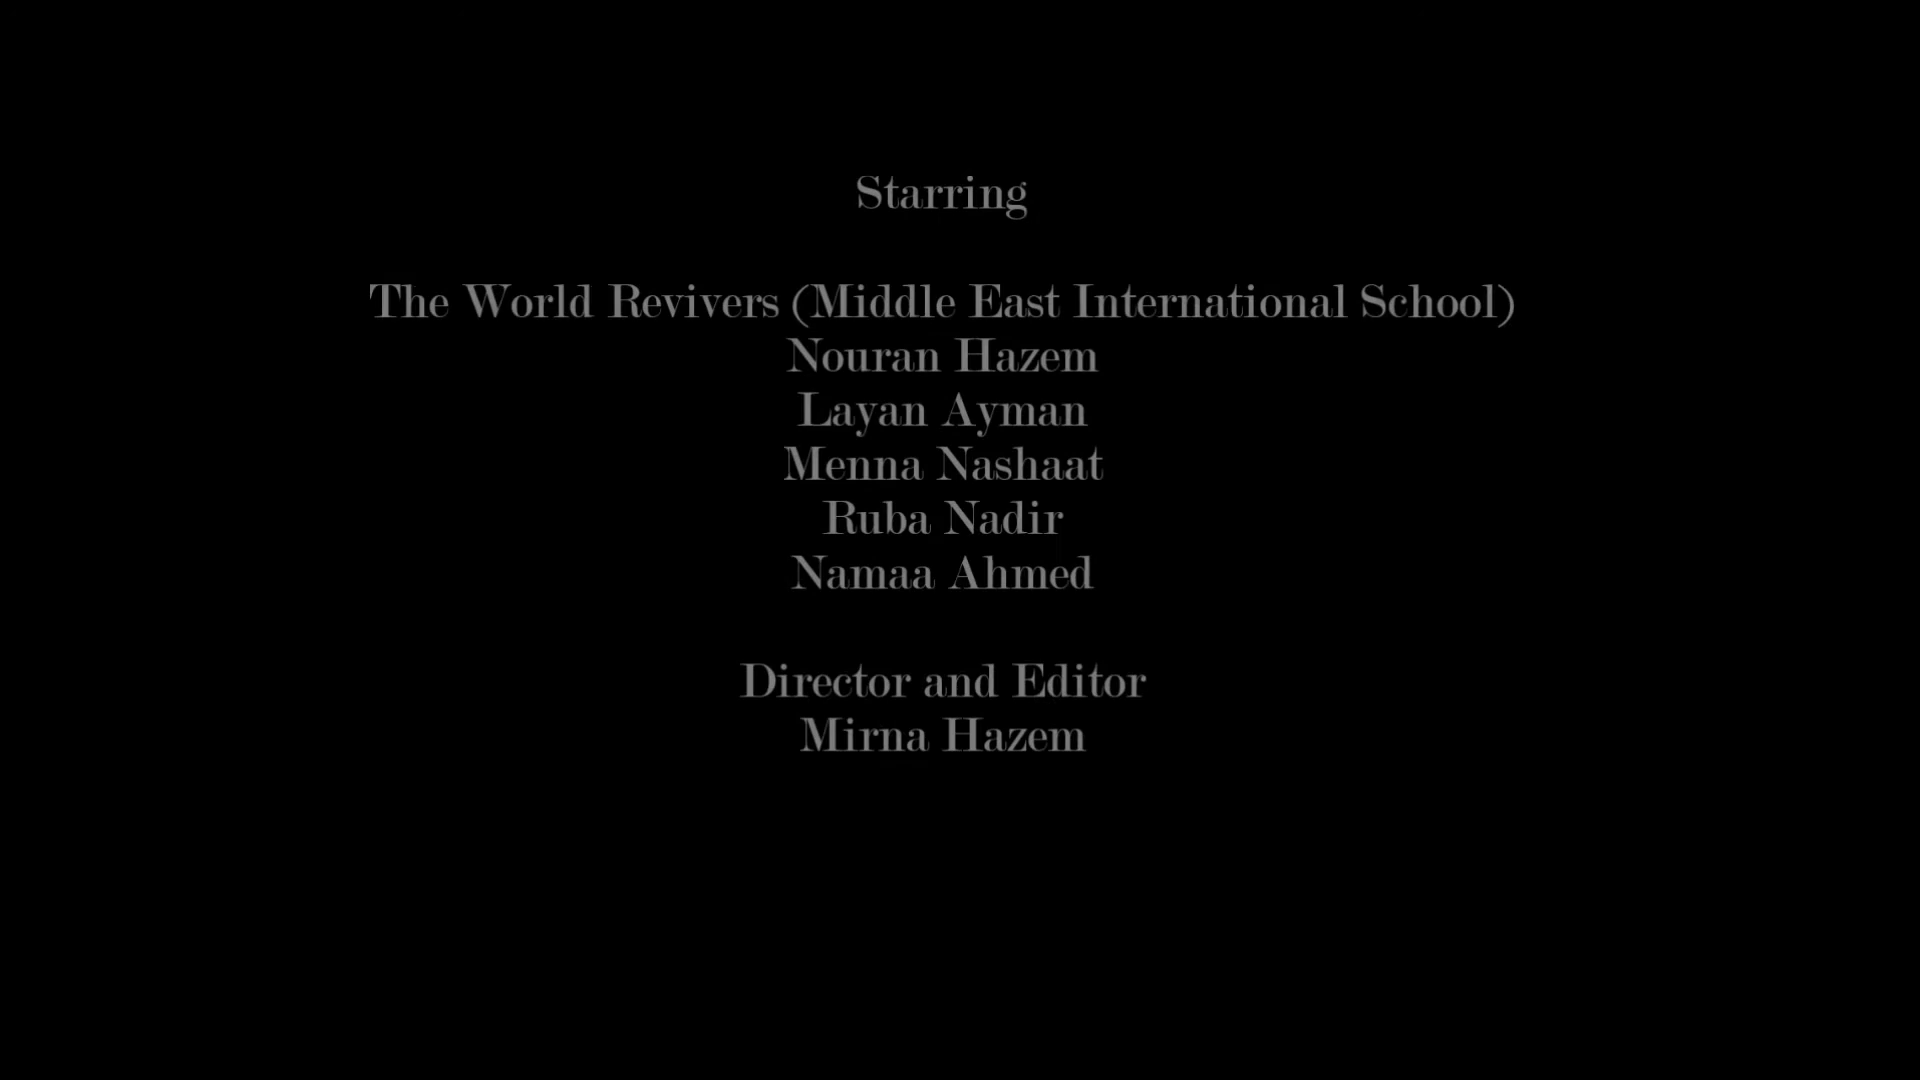 Starring
The World Revivers (Middle East International School)
Nouran Hazem
Layan Ayman
Menna Nashaat
Ruba Nadir
Namaa Ahmed
Director and Editor
Mirna Hazem